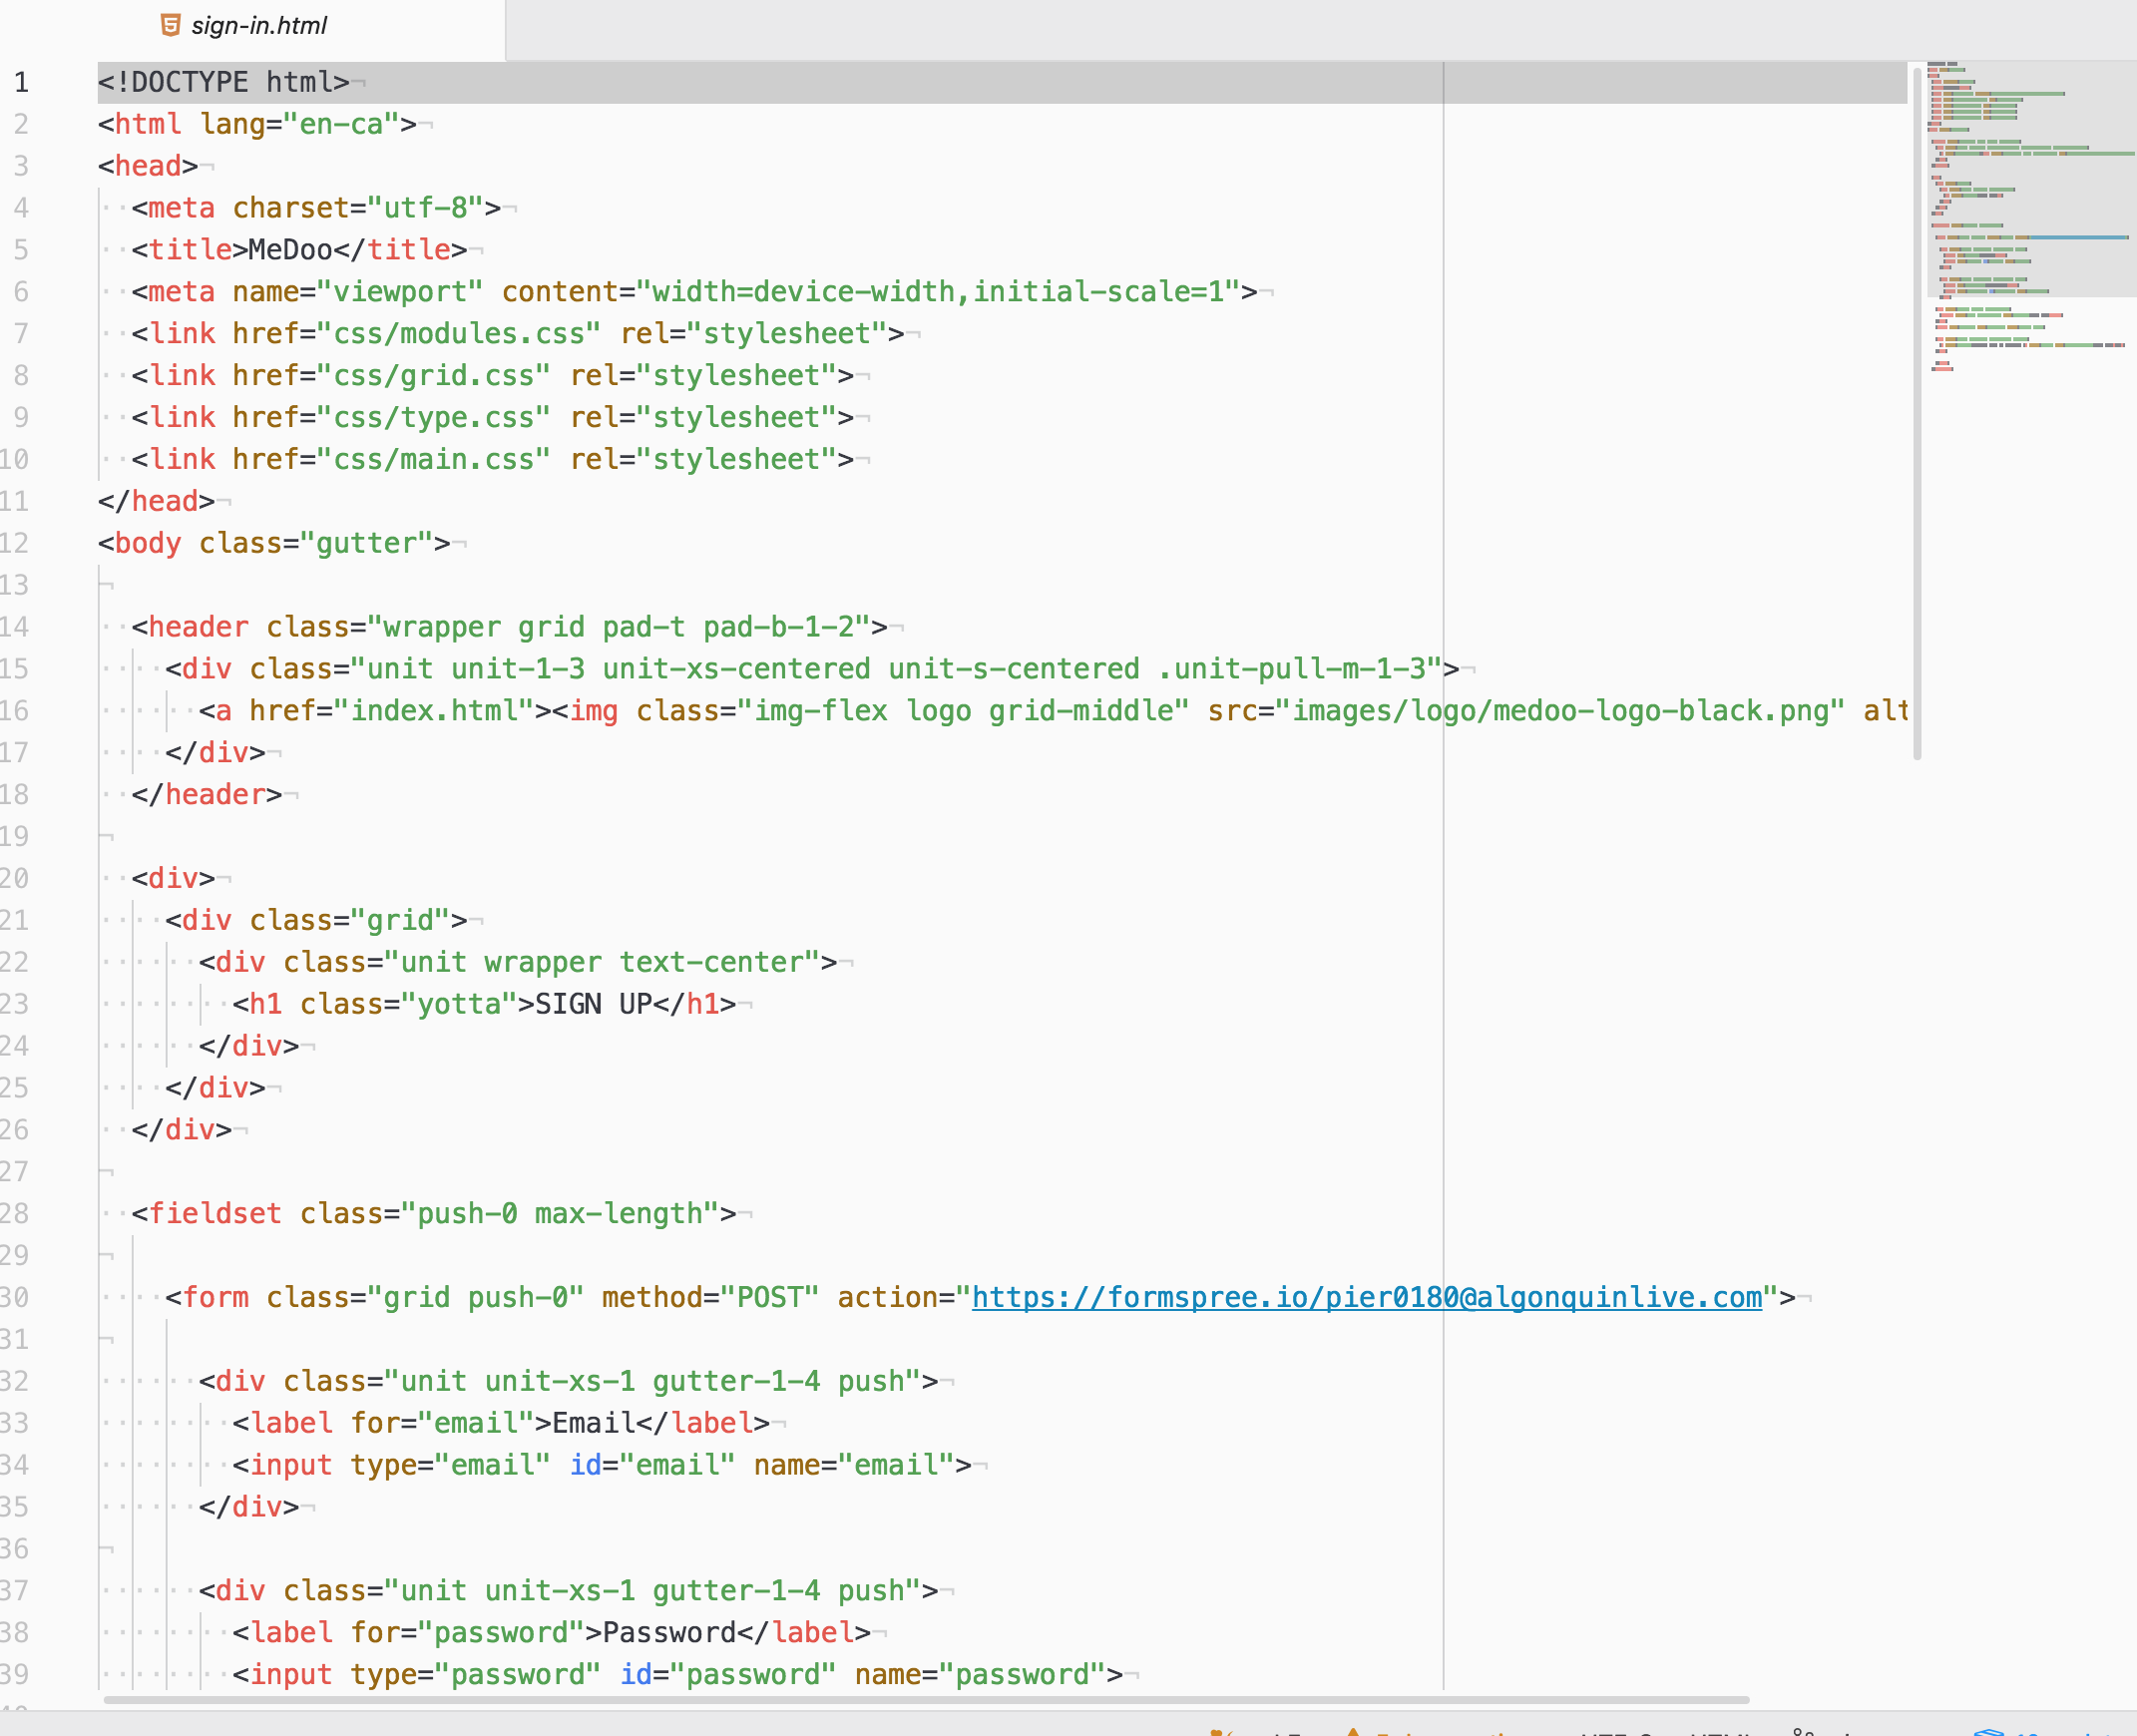 sign-in.html
1 <!DOCTYPE html>¬
2 <html lang="en-ca">¬
3 <head>¬
4 <meta charset="utf-8">¬
5 <title>MeDoo</title>¬
6 <meta name="viewport" content="width=device-width,initial-scale=1">¬
7 <link href="css/modules.css" rel="stylesheet">¬
8 <link href="css/grid.css" rel="stylesheet">¬
9 <link href="css/type.css" rel="stylesheet">¬
10 <link href="css/main.css" rel="stylesheet">¬
11 </head>¬
12 <body class="gutter">¬
13 ¬
14 <header class="wrapper grid pad-t pad-b-1-2">¬
15 <div class="unit unit-1-3 unit-xs-centered unit-s-centered .unit-pull-m-1-3">¬
16 <a href="index.html"><img class="img-flex logo grid-middle" src="images/logo/medoo-logo-black.png" alt
17 </div>¬
18 </header>¬
19 ¬
20 <div>¬
21 <div class="grid">¬
22 <div class="unit wrapper text-center">¬
23 <h1 class="yotta">SIGN UP</h1>¬
24 </div>¬
25 </div>¬
26 </div>¬
27 ¬
28 <fieldset class="push-0 max-length">¬
29 ¬
30 <form class="grid push-0" method="POST" action="https://formspree.io/pier0180@algonquinlive.com">¬
31 ¬
32 <div class="unit unit-xs-1 gutter-1-4 push">¬
33 <label for="email">Email</label>¬
34 <input type="email" id="email" name="email">¬
35 </div>¬
36 ¬
37 <div class="unit unit-xs-1 gutter-1-4 push">¬
38 <label for="password">Password</label>¬
39 <input type="password" id="password" name="password">¬